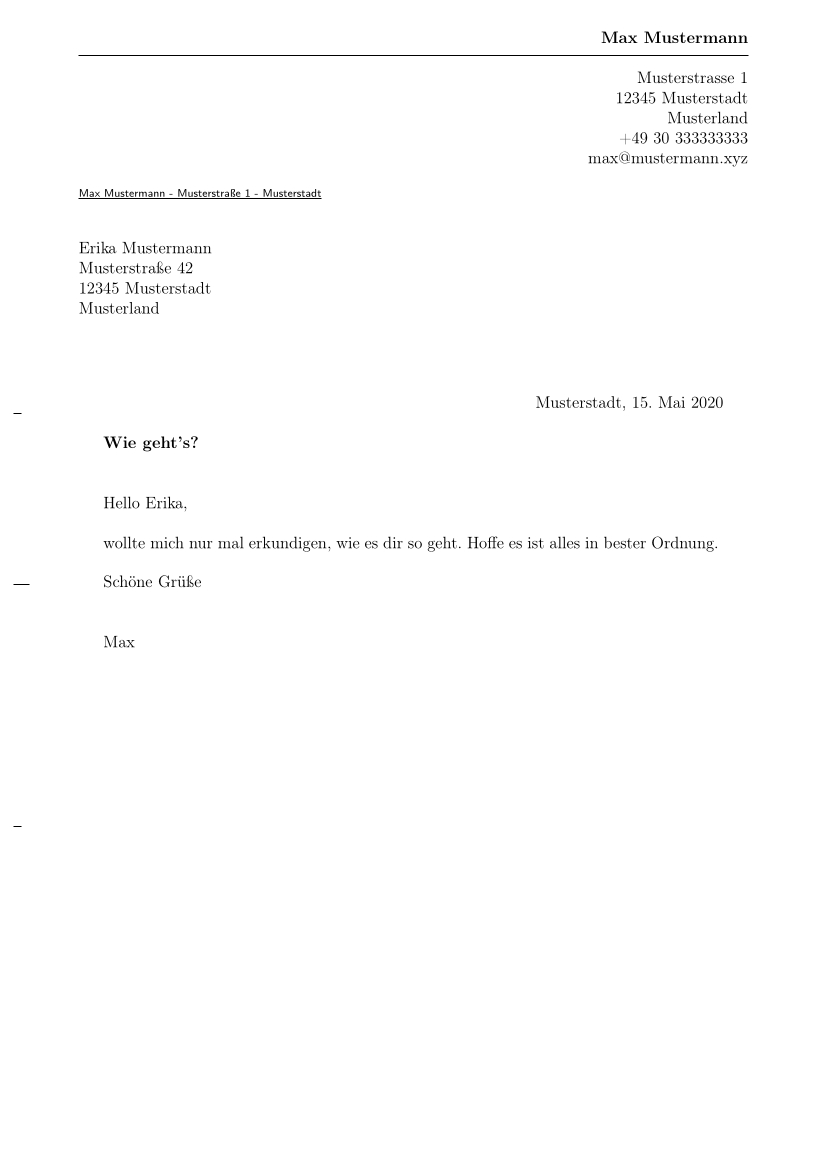 Max Mustermann
Musterstrasse 1
12345 Musterstadt
Musterland
+49 30 333333333
max@mustermann.xyz
Max Mustermann - Musterstraße 1 - Musterstadt
Erika Mustermann
Musterstraße 42
12345 Musterstadt
Musterland
Musterstadt, 15. Mai 2020
Wie geht's?
Hello Erika,
wollte mich nur mal erkundigen, wie es dir so geht. Hoffe es ist alles in bester Ordnung.
Schöne Grüße
Max